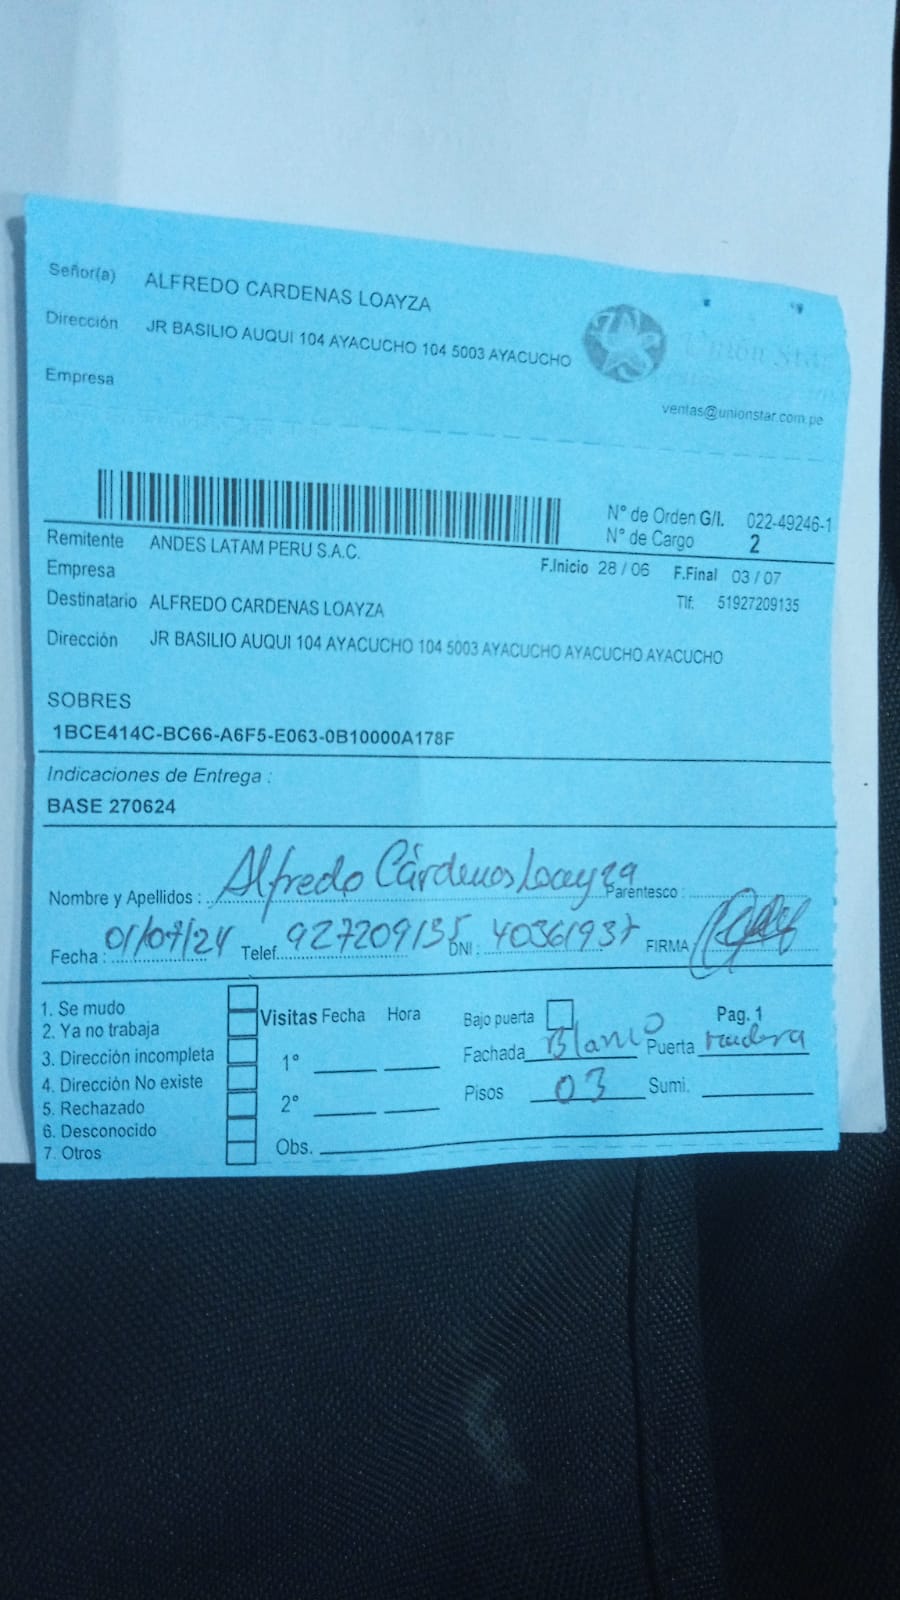 Señor(a) ALFREDO CARDENAS LOAYZA
Dirección JR BASILIO AUQUI 104 AYACUCHO 104 5003 AYACUCHO
Empresa
Unión Star
ventas@unionstar.com.pe
N° de Orden G/I. 022-49246-1
N° de Cargo 2
Remitente ANDES LATAM PERU S.A.C.
Empresa F.Inicio 28 / 06 F.Final 03 / 07
Destinatario ALFREDO CARDENAS LOAYZA Tlf: 51927209135
Dirección JR BASILIO AUQUI 104 AYACUCHO 104 5003 AYACUCHO AYACUCHO AYACUCHO
SOBRES
1BCE414C-BC66-A6F5-E063-0B10000A178F
Indicaciones de Entrega :
BASE 270624
Nombre y Apellidos : Alfredo Cárdenas Loayza Parentesco :
Fecha : 01/07/24 Telef. 927209135 DNI : 40361937 FIRMA
1. Se mudo
2. Ya no trabaja
3. Dirección incompleta
4. Dirección No existe
5. Rechazado
6. Desconocido
7. Otros
Visitas Fecha Hora
1°
2°
Obs.
Bajo puerta Pag. 1
Fachada Blanco Puerta madera
Pisos 03 Sumi.